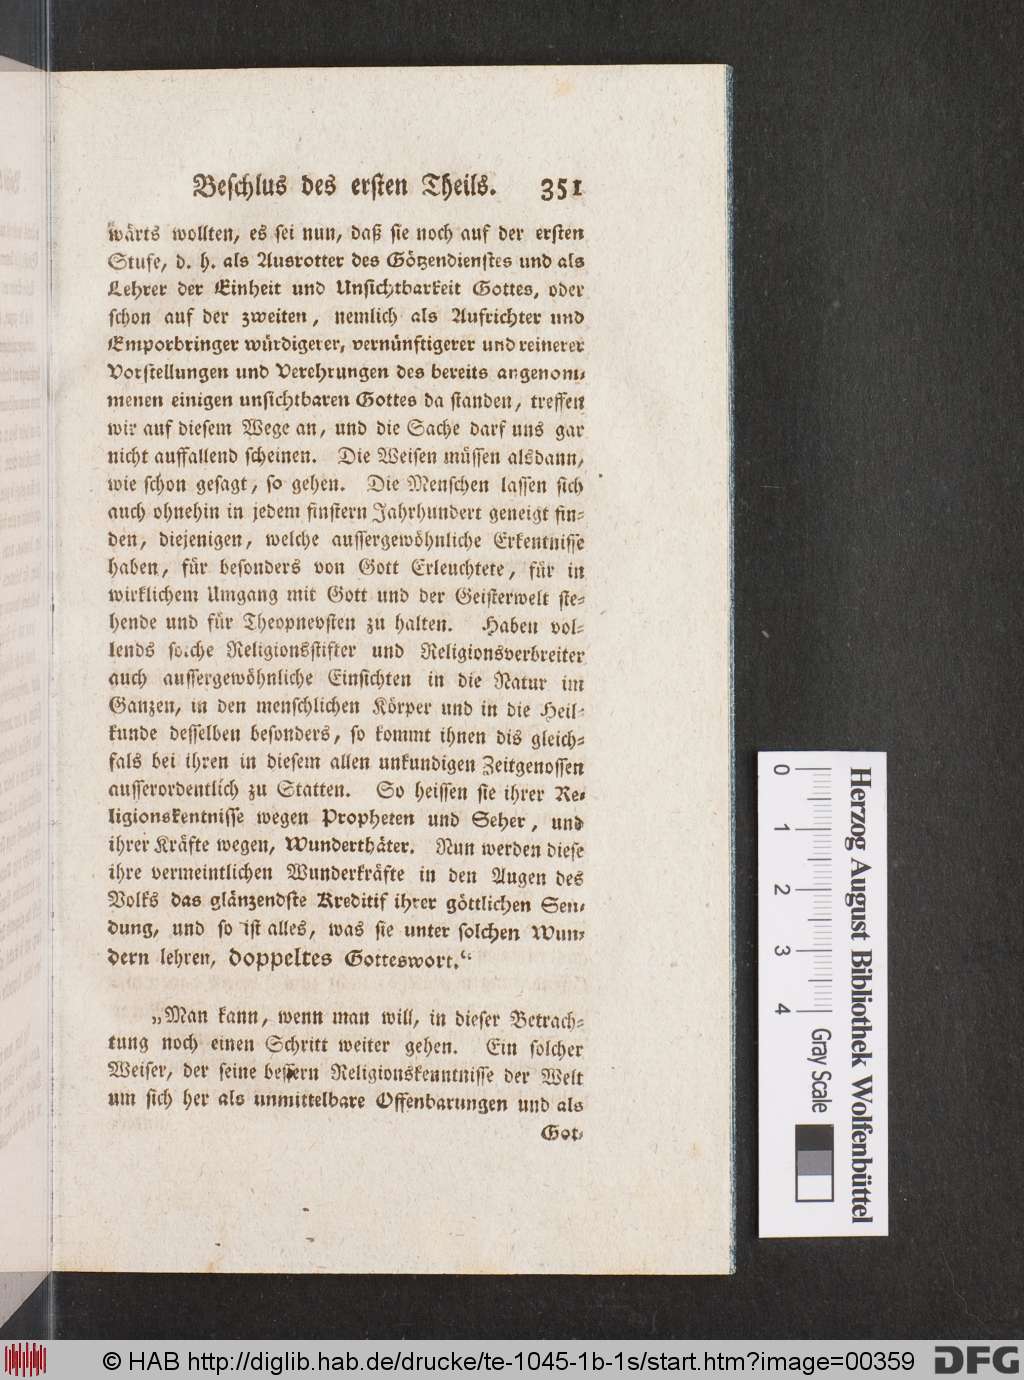 Beschlus des ersten Theils. 351
wärts wollten, es sei nun, daß sie noch auf der ersten
Stufe, d. h. als Ausrotter des Götzendienstes und als
Lehrer der Einheit und Unsichtbarkeit Gottes, oder
schon auf der zweiten, nemlich als Aufrichter und
Emporbringer würdigerer, vernünftigerer und reinerer
Vorstellungen und Verehrungen des bereits angenom-
menen einigen unsichtbaren Gottes da standen, treffen
wir auf diesem Wege an, und die Sache darf uns gar
nicht auffallend scheinen. Die Weisen müssen alsdann,
wie schon gesagt, so gehen. Die Menschen lassen sich
auch ohnehin in jedem finstern Jahrhundert geneigt fin-
den, diejenigen, welche aussergewöhnliche Erkentnisse
haben, für besonders von Gott Erleuchtete, für in
wirklichem Umgang mit Gott und der Geisterwelt ste-
hende und für Theopnevsten zu halten. Haben vol-
lends solche Religionsstifter und Religionsverbreiter
auch aussergewöhnliche Einsichten in die Natur im
Ganzen, in den menschlichen Körper und in die Heil-
kunde desselben besonders, so kommt ihnen dis gleich-
fals bei ihren in diesem allen unkundigen Zeitgenossen
ausserordentlich zu Statten. So heissen sie ihrer Re-
ligionskentnisse wegen Propheten und Seher, und
ihrer Kräfte wegen, Wunderthäter. Nun werden diese
ihre vermeintlichen Wunderkräfte in den Augen des
Volks das glänzendste Kreditif ihrer göttlichen Sen-
dung, und so ist alles, was sie unter solchen Wun-
dern lehren, doppeltes Gotteswort.“
„Man kann, wenn man will, in dieser Betrach-
tung noch einen Schritt weiter gehen. Ein solcher
Weiser, der seine bessern Religionskenntnisse der Welt
um sich her als unmittelbare Offenbarungen und als
Got-
Herzog August Bibliothek Wolfenbüttel
0 1 2 3 4 Gray Scale
© HAB http://diglib.hab.de/drucke/te-1045-1b-1s/start.htm?image=00359
DFG